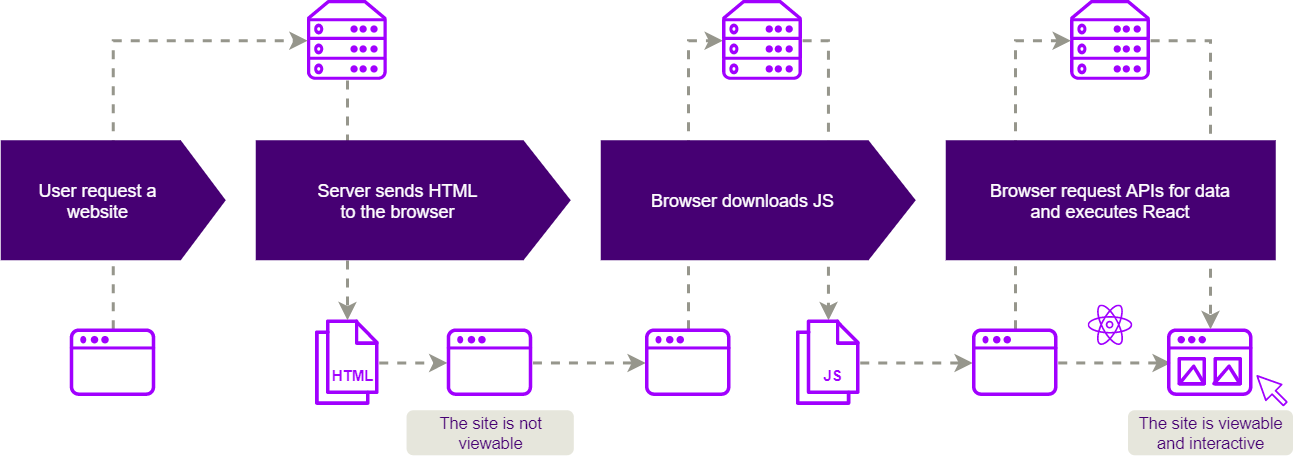 User request a
website
Server sends HTML
to the browser
Browser downloads JS
Browser request APIs for data
and executes React
HTML
JS
The site is not
viewable
The site is viewable
and interactive